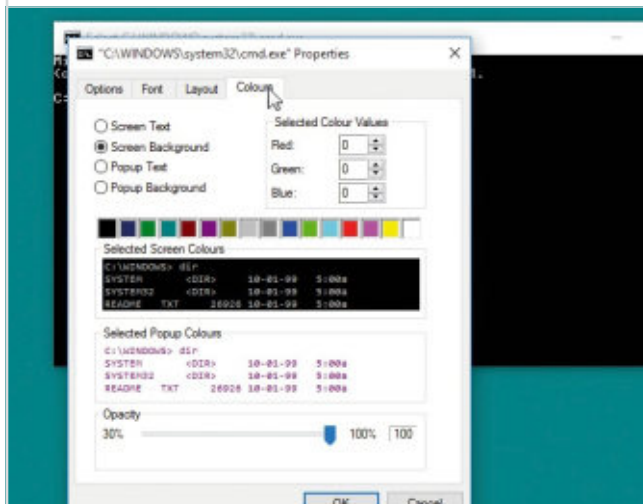 "C:\WINDOWS\system32\cmd.exe" Properties
Options Font Layout Colours
Screen Text
Screen Background
Popup Text
Popup Background
Selected Colour Values
Red: 0
Green: 0
Blue: 0
Selected Screen Colours
C:\WINDOWS> dir
SYSTEM <DIR> 10-01-99 5:00a
SYSTEM32 <DIR> 10-01-99 5:00a
README TXT 26926 10-01-99 5:00a
Selected Popup Colours
C:\WINDOWS> dir
SYSTEM <DIR> 10-01-99 5:00a
SYSTEM32 <DIR> 10-01-99 5:00a
README TXT 26926 10-01-99 5:00a
Opacity
30% 100% 100
OK Cancel